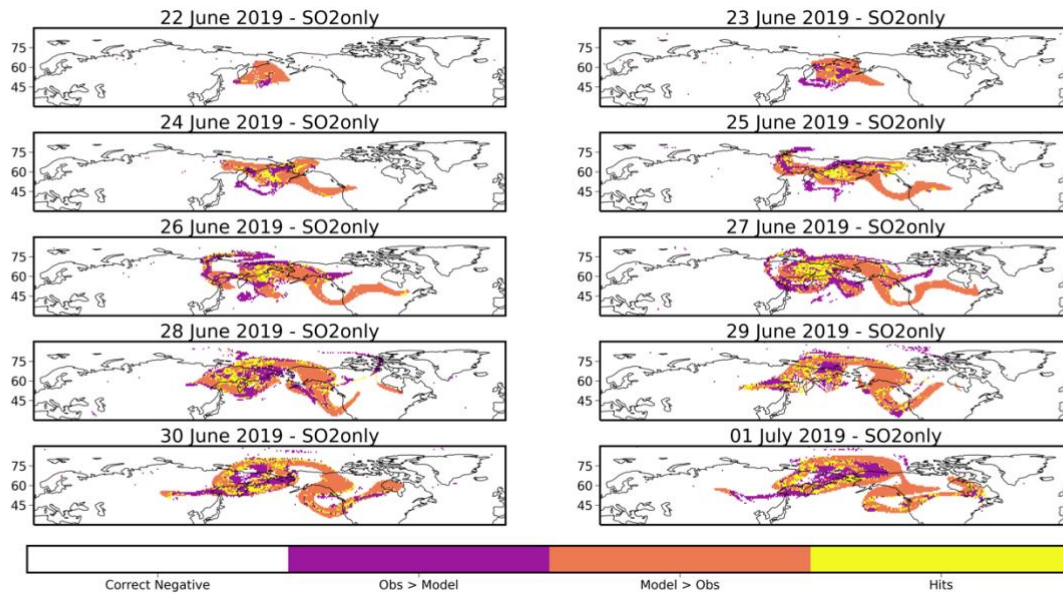 22 June 2019 - SO2only
23 June 2019 - SO2only
75
60
45
75
60
45
24 June 2019 - SO2only
25 June 2019 - SO2only
75
60
45
75
60
45
26 June 2019 - SO2only
27 June 2019 - SO2only
75
60
45
75
60
45
28 June 2019 - SO2only
29 June 2019 - SO2only
75
60
45
75
60
45
30 June 2019 - SO2only
01 July 2019 - SO2only
75
60
45
75
60
45
Correct Negative
Obs > Model
Model > Obs
Hits